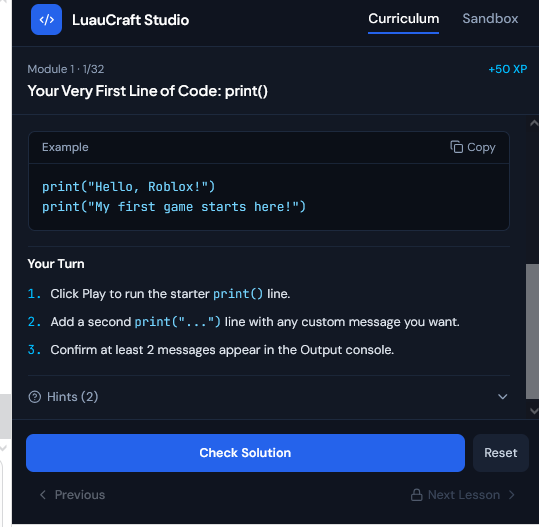 </> LuauCraft Studio Curriculum Sandbox
Module 1 · 1/32 +50 XP
Your Very First Line of Code: print()
Example Copy
print("Hello, Roblox!")
print("My first game starts here!")
Your Turn
1. Click Play to run the starter print() line.
2. Add a second print("...") line with any custom message you want.
3. Confirm at least 2 messages appear in the Output console.
Hints (2)
Check Solution Reset
Previous Next Lesson